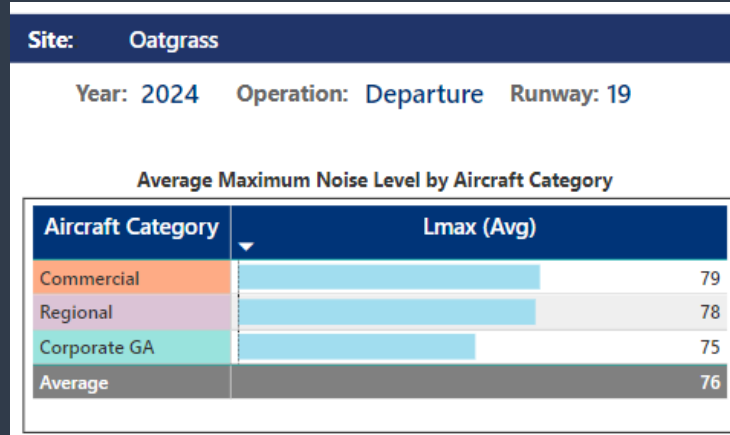 Site: Oatgrass
Year: 2024 Operation: Departure Runway: 19
Average Maximum Noise Level by Aircraft Category
Aircraft Category Lmax (Avg)
Commercial 79
Regional 78
Corporate GA 75
Average 76